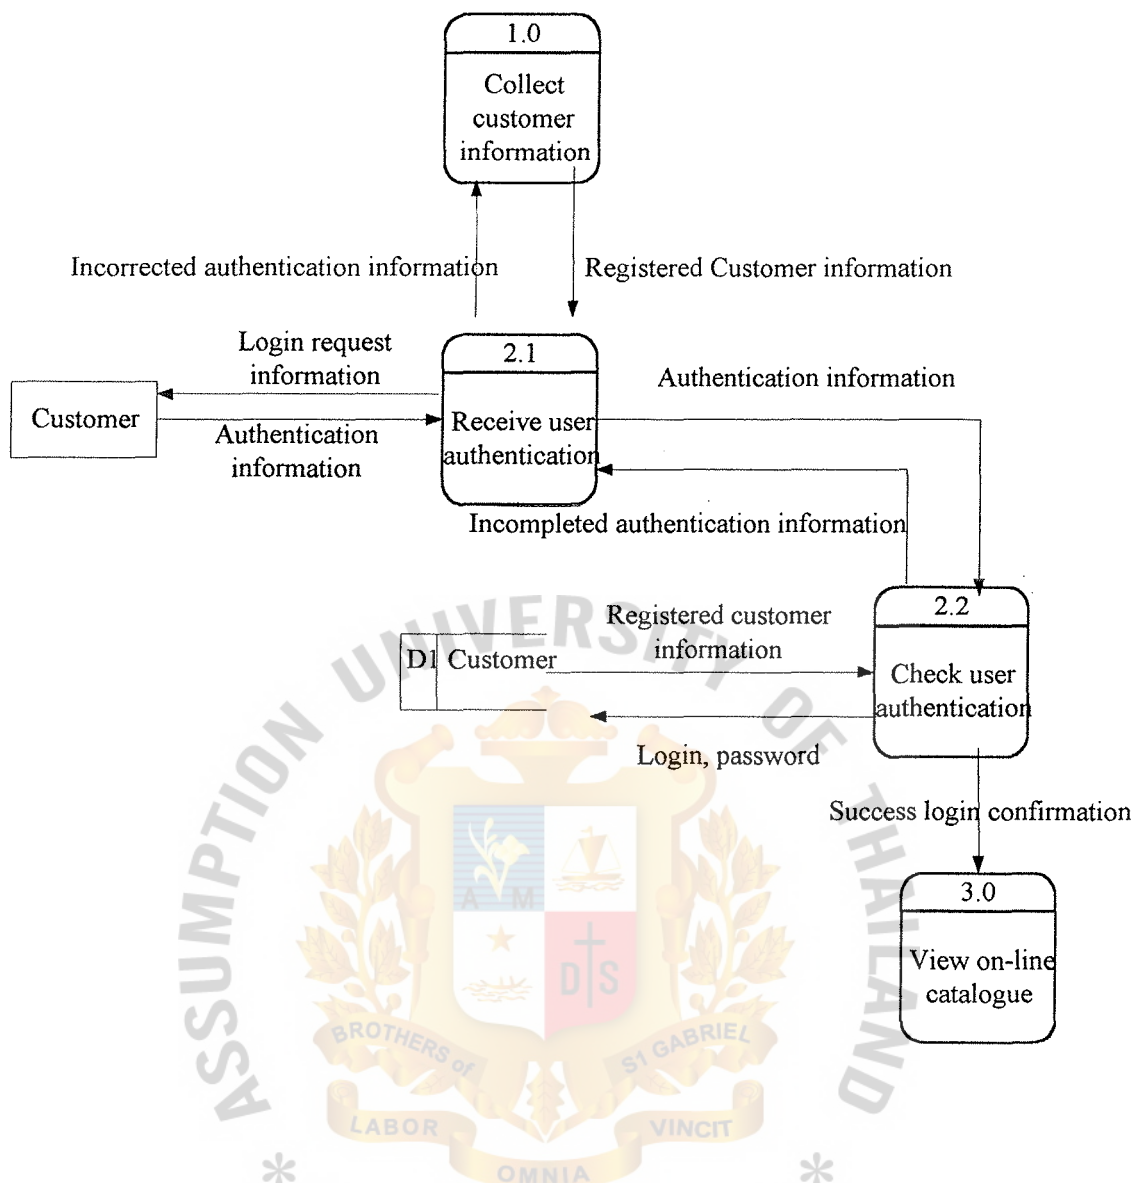 1.0
Collect
customer
information
Incorrected authentication information
Registered Customer information
Login request
information
2.1
Authentication information
Customer
Receive user
authentication
Authentication
information
Incompleted authentication information
2.2
Registered customer
information
D1 Customer
Check user
authentication
Login, password
Success login confirmation
3.0
View on-line
catalogue
ASSUMPTION UNIVERSITY OF THAILAND
A M
D S
BROTHERS of
S1 GABRIEL
LABOR
VINCIT
OMNIA